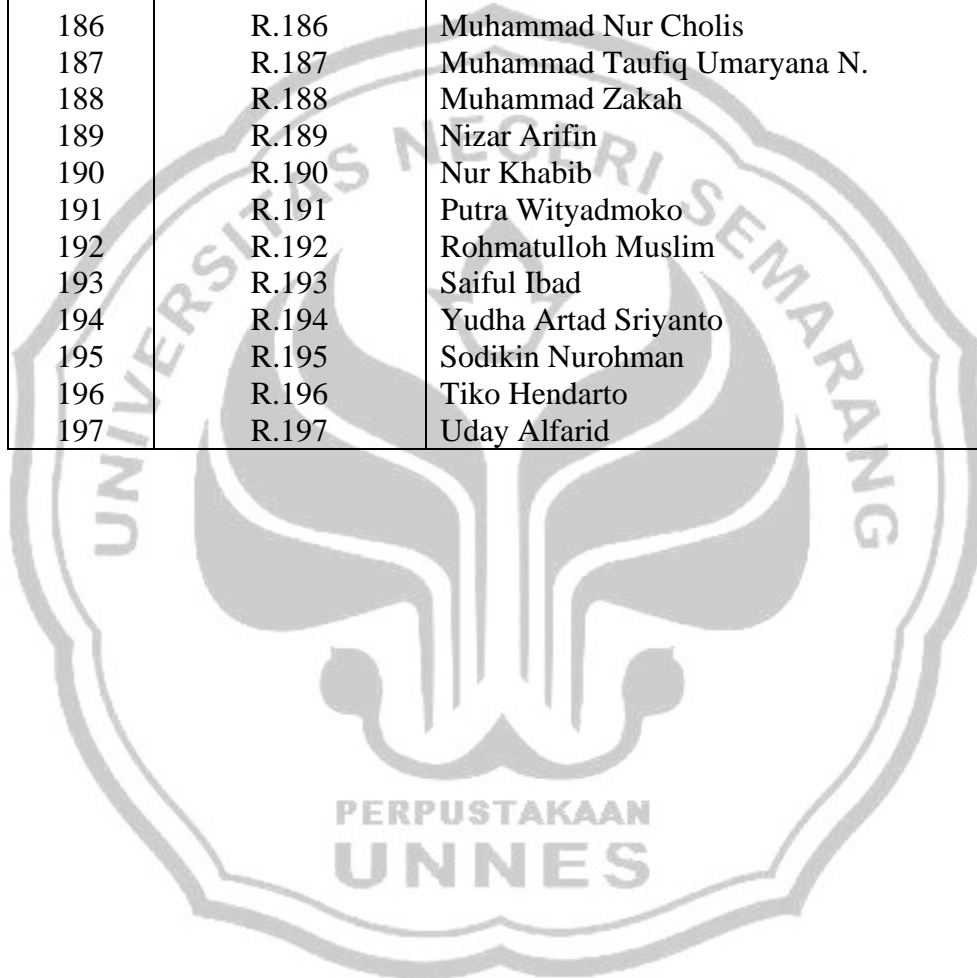 186 R.186 Muhammad Nur Cholis
187 R.187 Muhammad Taufiq Umaryana N.
188 R.188 Muhammad Zakah
189 R.189 Nizar Arifin
190 R.190 Nur Khabib
191 R.191 Putra Wityadmoko
192 R.192 Rohmatulloh Muslim
193 R.193 Saiful Ibad
194 R.194 Yudha Artad Sriyanto
195 R.195 Sodikin Nurohman
196 R.196 Tiko Hendarto
197 R.197 Uday Alfarid
UNIVERSITAS NEGERI SEMARANG
PERPUSTAKAAN
UNNES